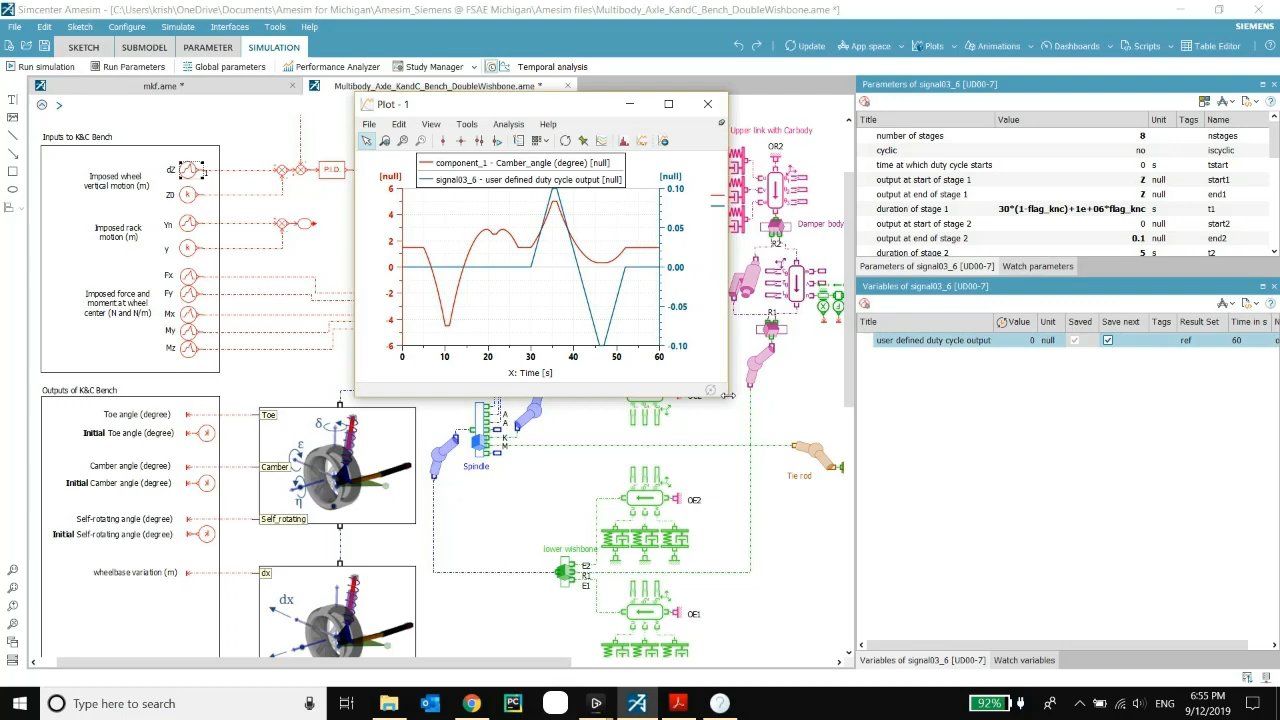 Simcenter Amesim - [C:\Users\krish\OneDrive\Documents\Amesim for Michigan\Amesim_Siemens @ FSAE Michigan\Amesim files\Multibody_Axle_KandC_Bench_DoubleWishbone.ame *]
File Edit Sketch Configure Simulate Interfaces Tools Help
SIEMENS
SKETCH SUBMODEL PARAMETER SIMULATION
Update App space Plots Animations Dashboards Scripts Table Editor
Run simulation Run Parameters Global parameters Performance Analyzer Study Manager Temporal analysis
mkf.ame *
Multibody_Axle_KandC_Bench_DoubleWishbone.ame *
Inputs to K&C Bench
Imposed wheel
vertical motion (m)
dZ
Z0
P.I.D.
Imposed rack
motion (m)
Yn
y
Imposed force and
moment at wheel
center (N and N/m)
Fx
Fy
Mx
My
Mz
Outputs of K&C Bench
Toe angle (degree)
Initial Toe angle (degree)
Camber angle (degree)
Initial Camber angle (degree)
Self-rotating angle (degree)
Initial Self-rotating angle (degree)
wheelbase variation (m)
Toe
δ
ε
Camber
η
Self_rotating
dx
dx
Plot - 1
File Edit View Tools Analysis Help
component_1 - Camber_angle (degree) [null]
signal03_6 - user defined duty cycle output [null]
[null]
[null]
6
4
2
0
-2
-4
-6
0.10
0.05
0.00
-0.05
-0.10
0 10 20 30 40 50 60
X: Time [s]
Upper link with Carbody
OR2
Damper body
R2
R1
A
A
K
M
Spindle
Tie rod
OE2
lower wishbone
E2
R1
E1
OE1
Parameters of signal03_6 [UD00-7]
Title Value Unit Tags Name
number of stages 8 nstages
cyclic no iscyclic
time at which duty cycle starts 0 s tstart
output at start of stage 1 Z null start1
output at end of stage 1 Z null end1
duration of stage 1 30*(1-flag_knc)+1e+06*flag_knc s t1
output at start of stage 2 0 null start2
output at end of stage 2 0.1 null end2
duration of stage 2 5 s t2
Parameters of signal03_6 [UD00-7] Watch parameters
Variables of signal03_6 [UD00-7]
Title Value Unit Saved Save next Tags Result Set Time in s N
user defined duty cycle output 0 null ref 60
Variables of signal03_6 [UD00-7] Watch variables
Type here to search
92%
ENG
6:55 PM
9/12/2019